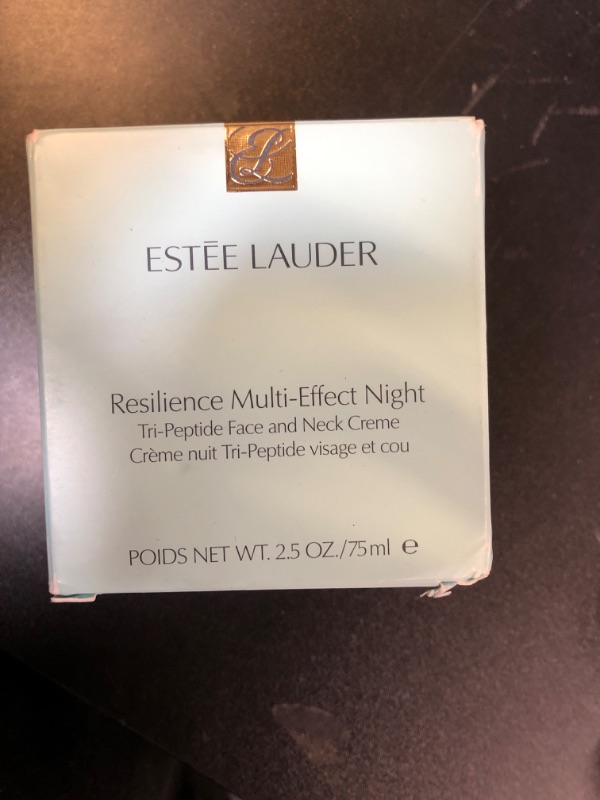 ESTĒE LAUDER
Resilience Multi-Effect Night
Tri-Peptide Face and Neck Creme
Crème nuit Tri-Peptide visage et cou
POIDS NET WT. 2.5 OZ./75ml ℮